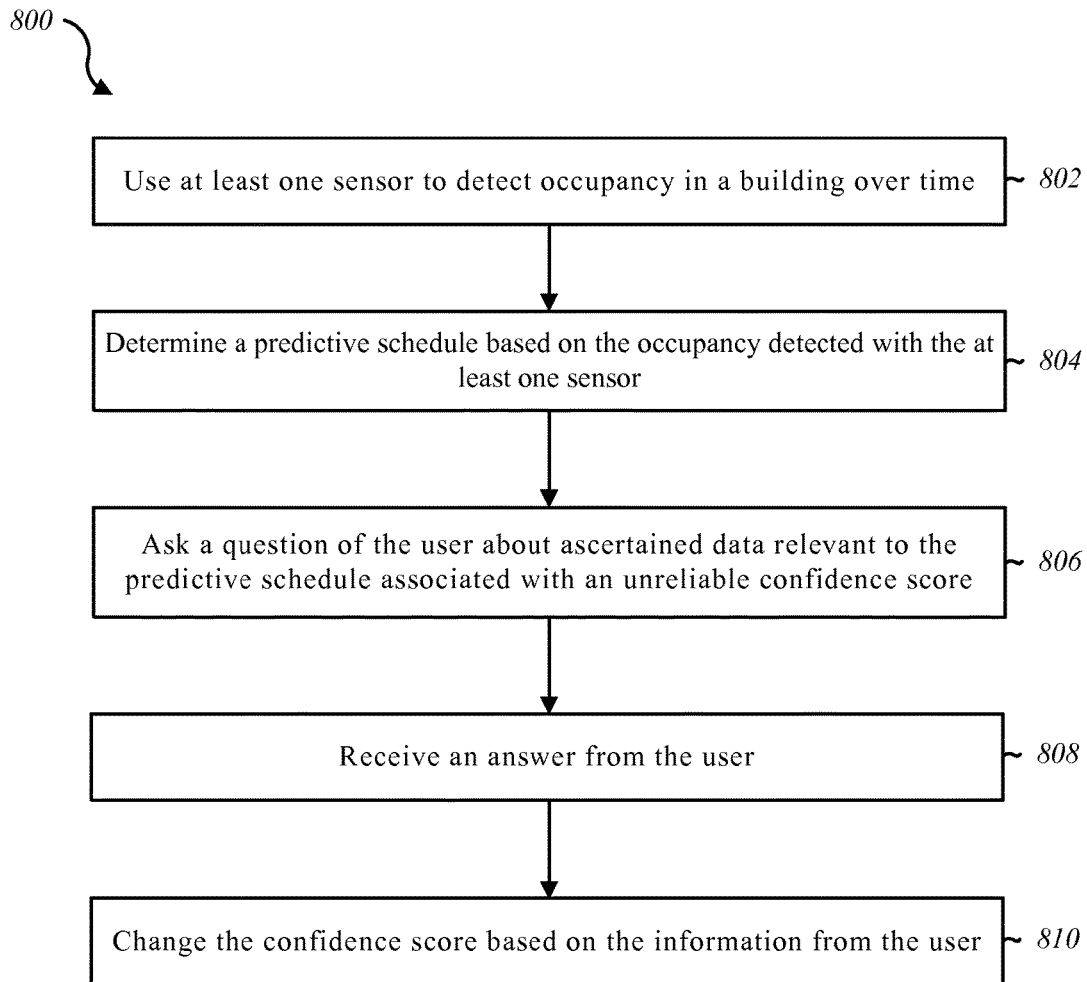 800
Use at least one sensor to detect occupancy in a building over time
802
Determine a predictive schedule based on the occupancy detected with the at
least one sensor
804
Ask a question of the user about ascertained data relevant to the
predictive schedule associated with an unreliable confidence score
806
Receive an answer from the user
808
Change the confidence score based on the information from the user
810